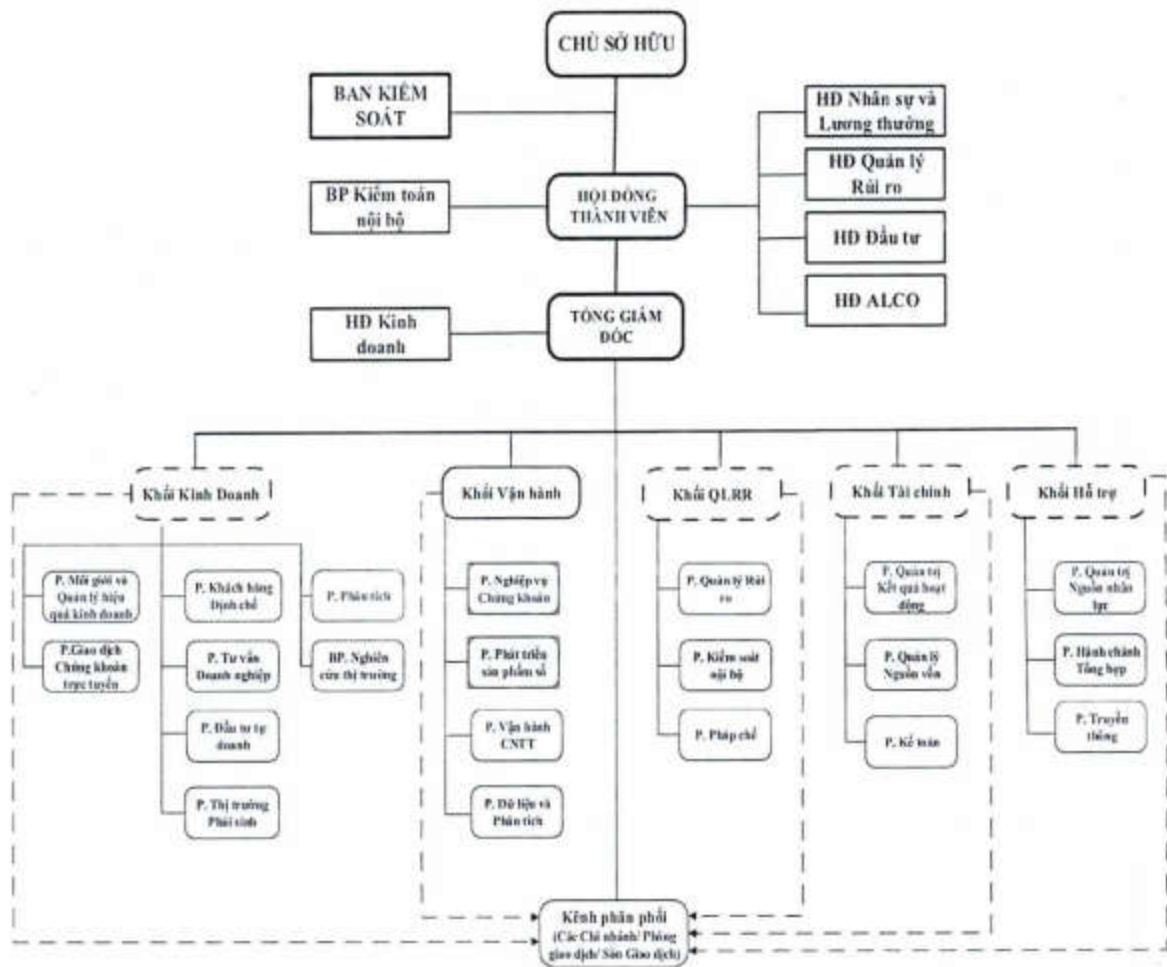 CHỦ SỞ HỮU
BAN KIỂM
SOÁT
HĐ Nhân sự và
Lương thưởng
HĐ Quản lý
Rủi ro
BP Kiểm toán
nội bộ
HỘI ĐỒNG
THÀNH VIÊN
HĐ Đầu tư
HĐ ALCO
HĐ Kinh
doanh
TỔNG GIÁM
ĐỐC
Khối Kinh Doanh
Khối Vận hành
Khối QLRR
Khối Tài chính
Khối Hỗ trợ
P. Môi giới và
Quản lý hiệu
quả kinh doanh
P.Giao dịch
Chứng khoán
trực tuyến
P. Khách hàng
Định chế
P. Tư vấn
Doanh nghiệp
P. Đầu tư tự
doanh
P. Thị trường
Phái sinh
P. Phân tích
BP. Nghiên
cứu thị trường
P. Nghiệp vụ
Chứng khoán
P. Phát triển
sản phẩm số
P. Vận hành
CNTT
P. Dữ liệu và
Phân tích
P. Quản lý Rủi
ro
P. Kiểm soát
nội bộ
P. Pháp chế
P. Quản trị
Kết quả hoạt
động
P. Quản lý
Nguồn vốn
P. Kế toán
P. Quản trị
Nguồn nhân
lực
P. Hành chánh
Tổng hợp
P. Truyền
thông
Kênh phân phối
(Các Chi nhánh/ Phòng
giao dịch/ Sàn Giao dịch)